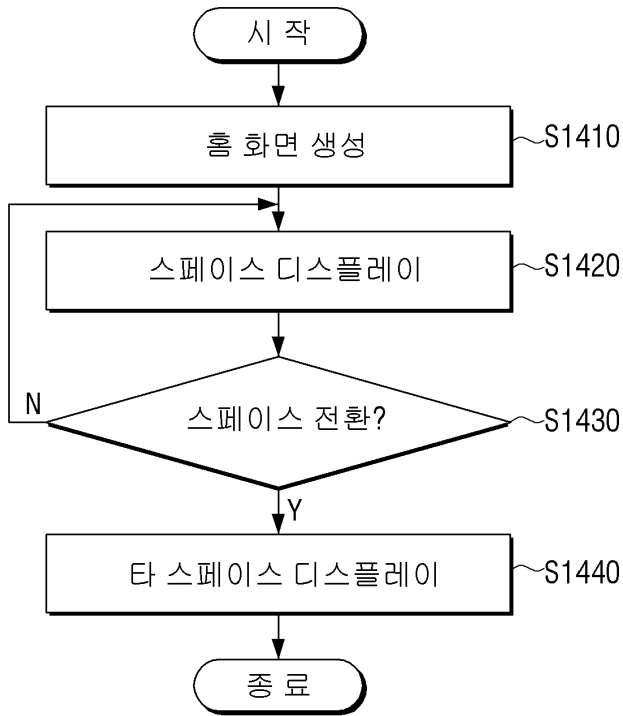 시 작
홈 화면 생성
S1410
스페이스 디스플레이
S1420
N
스페이스 전환?
S1430
Y
타 스페이스 디스플레이
S1440
종 료